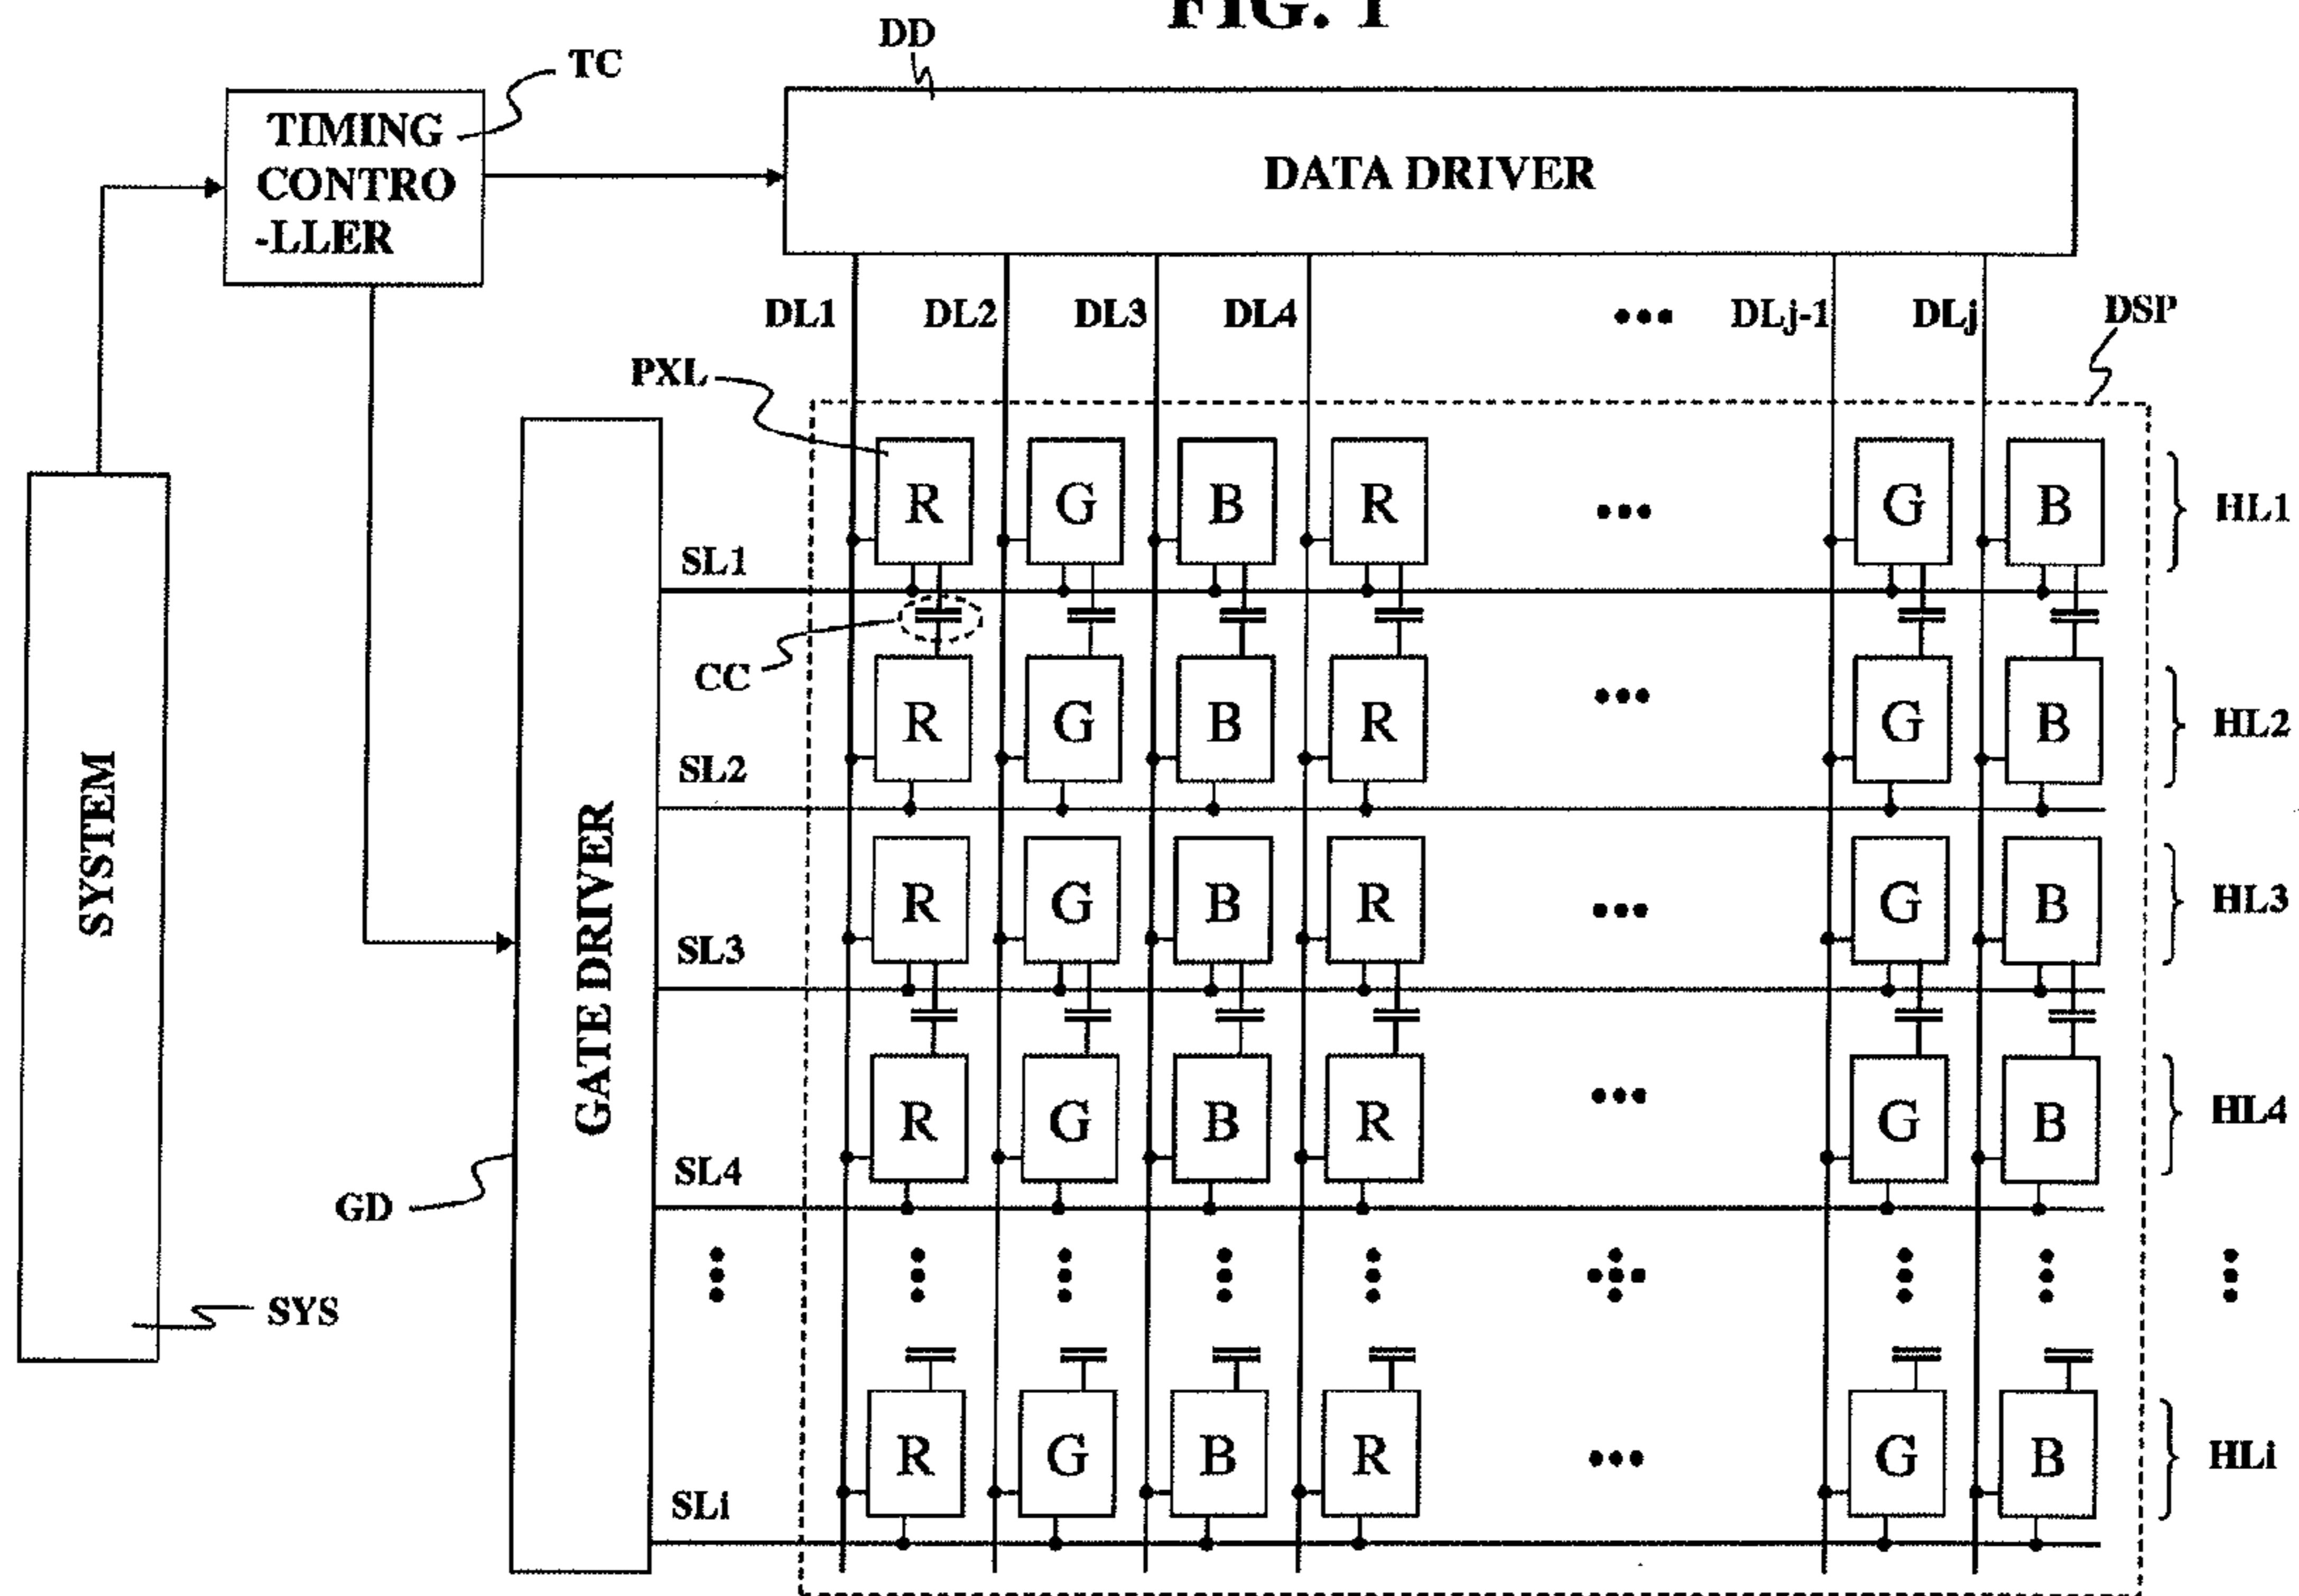 FIG. 1
DD
TC
TIMING
CONTRO
-LLER
DATA DRIVER
DL1 DL2 DL3 DL4 ••• DLj-1 DLj DSP
PXL
R G B R ••• G B HL1
SL1
CC
R G B R ••• G B HL2
SL2
SYSTEM
GATE DRIVER
R G B R ••• G B HL3
SL3
R G B R ••• G B HL4
SL4
GD
SYS
R G B R ••• G B HLi
SLi